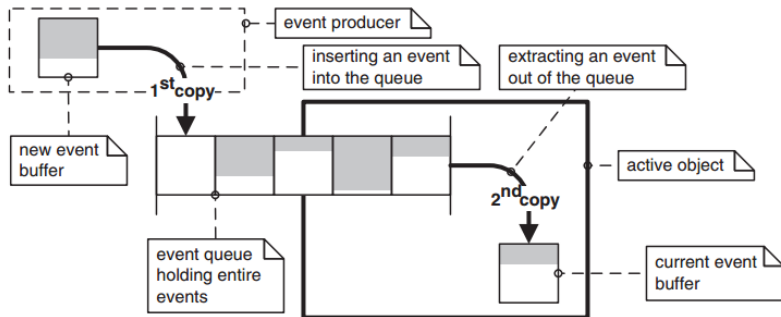 event producer
inserting an event
into the queue
extracting an event
out of the queue
1st copy
new event
buffer
active object
2nd copy
event queue
holding entire
events
current event
buffer